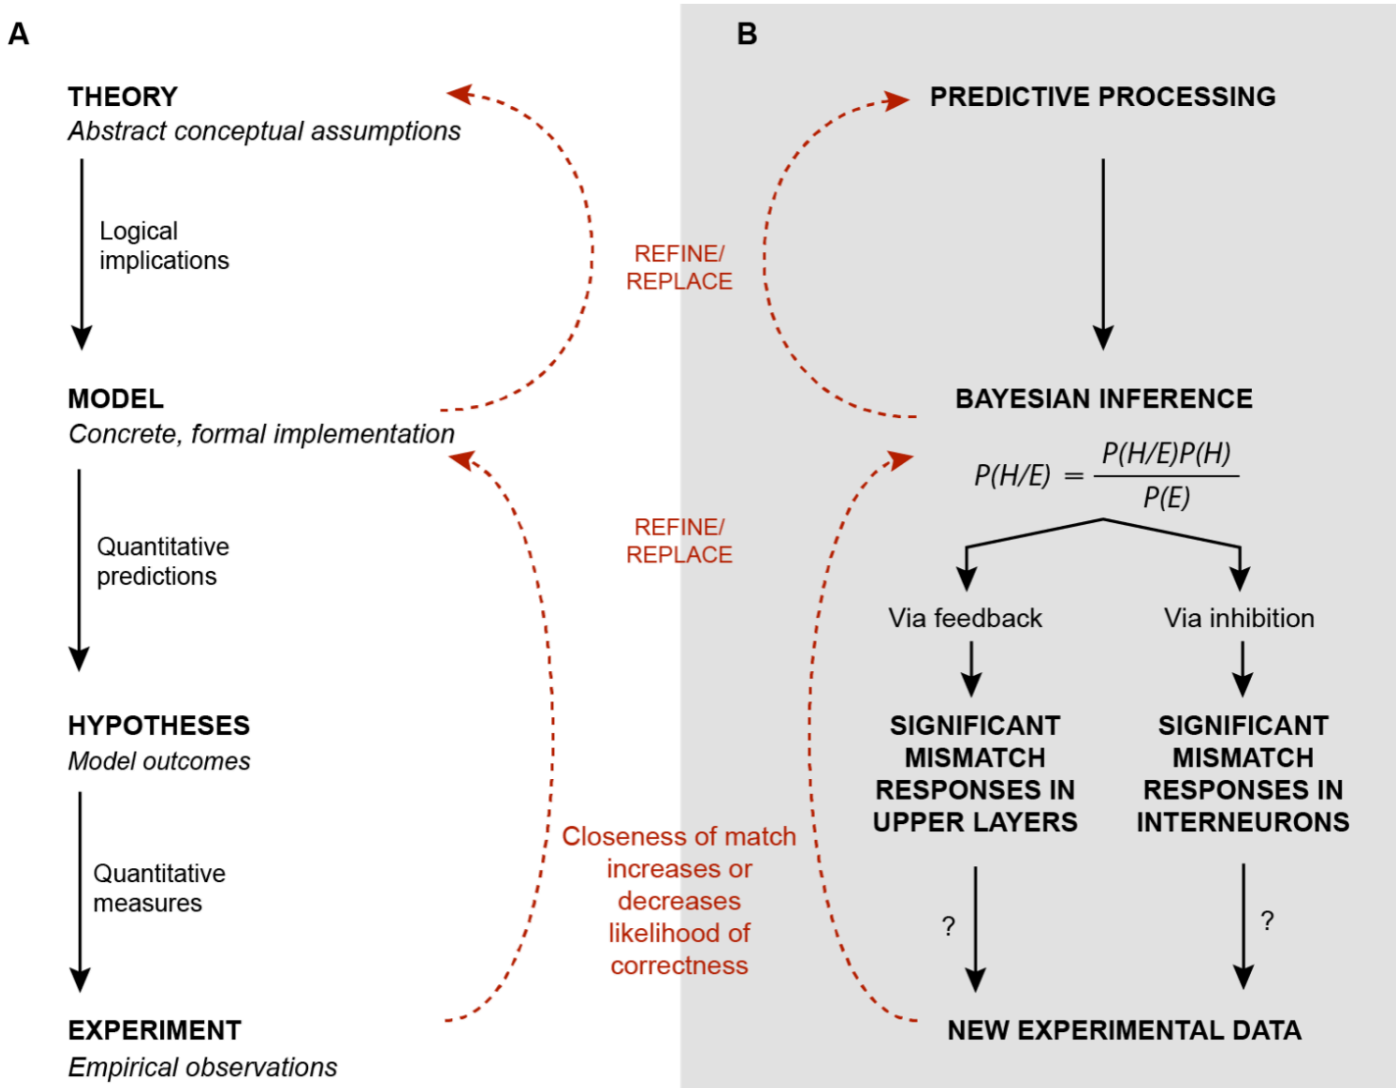 A
THEORY
Abstract conceptual assumptions
Logical
implications
MODEL
Concrete, formal implementation
Quantitative
predictions
HYPOTHESES
Model outcomes
Quantitative
measures
EXPERIMENT
Empirical observations
REFINE/
REPLACE
REFINE/
REPLACE
Closeness of match
increases or
decreases
likelihood of
correctness
B
PREDICTIVE PROCESSING
BAYESIAN INFERENCE
P(H/E) = P(H/E)P(H)
P(E)
Via feedback
Via inhibition
SIGNIFICANT
MISMATCH
RESPONSES IN
UPPER LAYERS
SIGNIFICANT
MISMATCH
RESPONSES IN
INTERNEURONS
?
?
NEW EXPERIMENTAL DATA